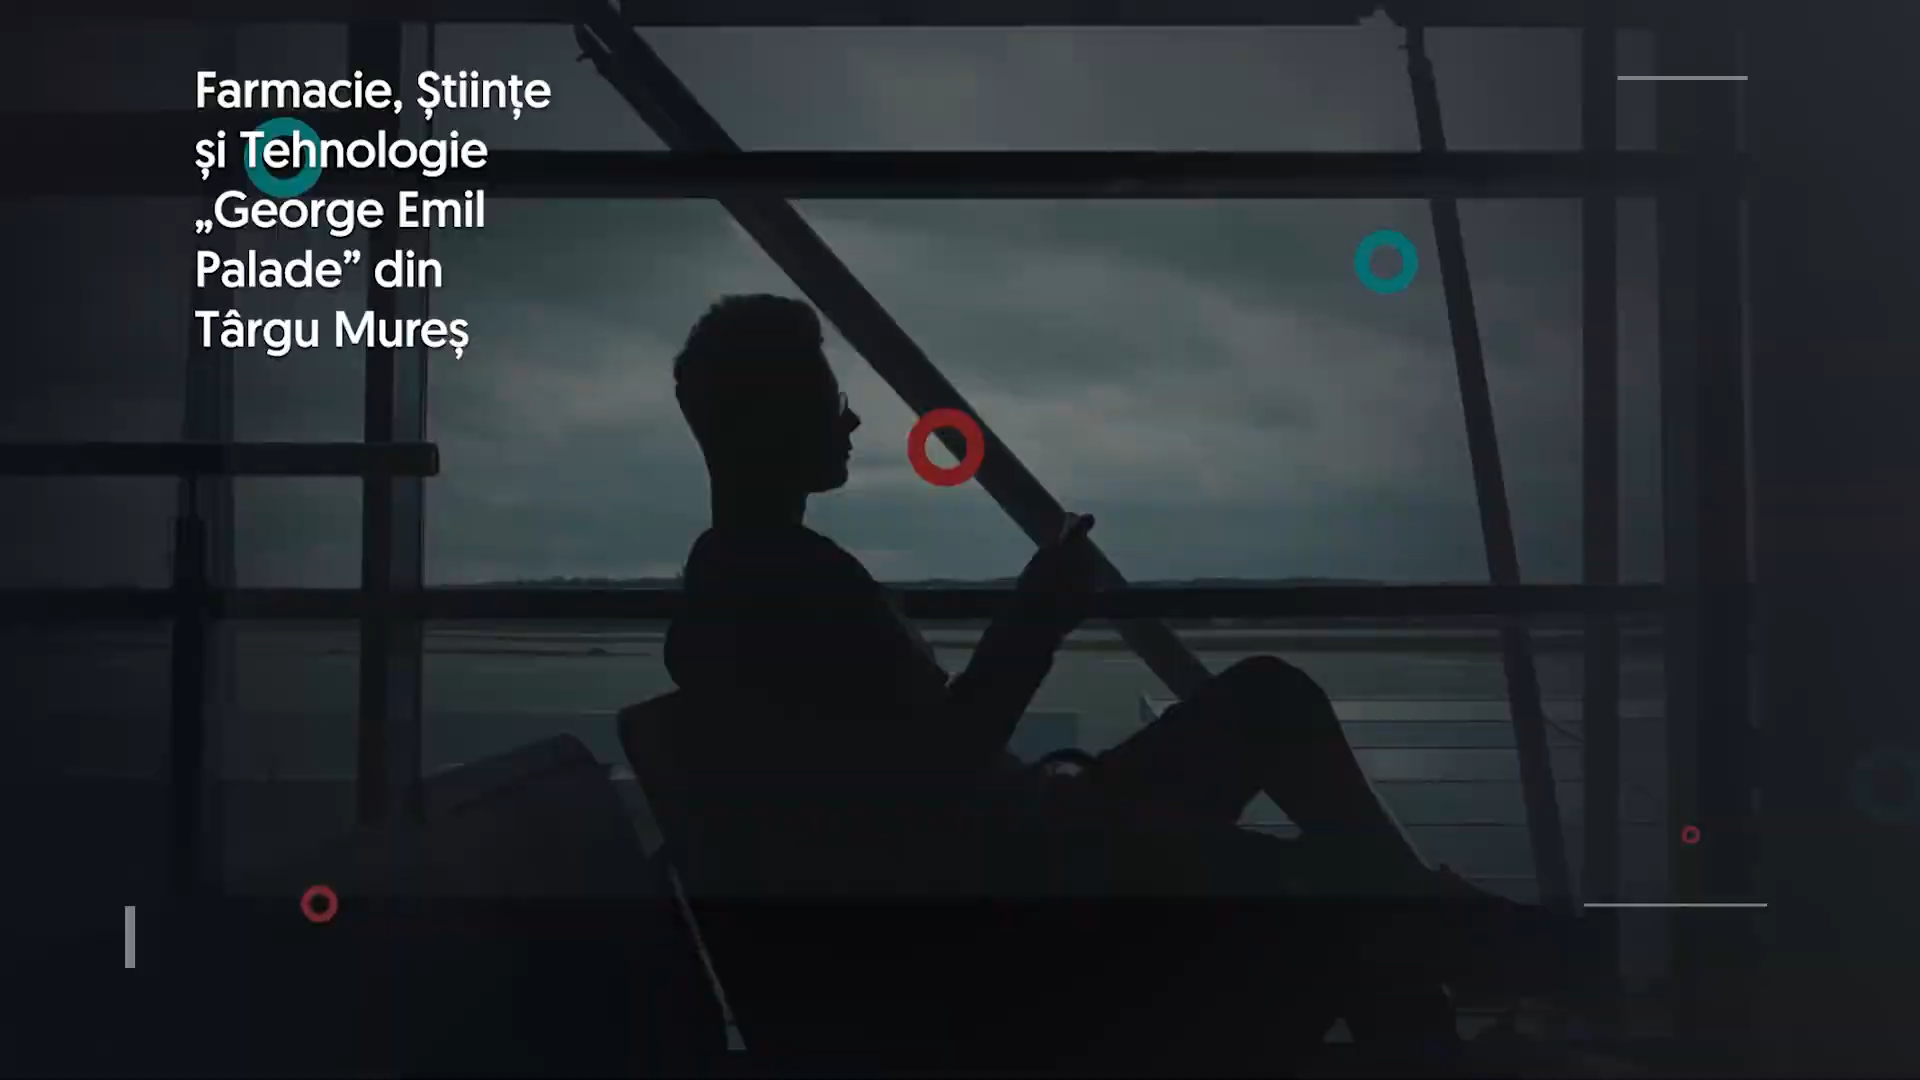 Farmacie, Științe
și Tehnologie
„George Emil
Palade” din
Târgu Mureș